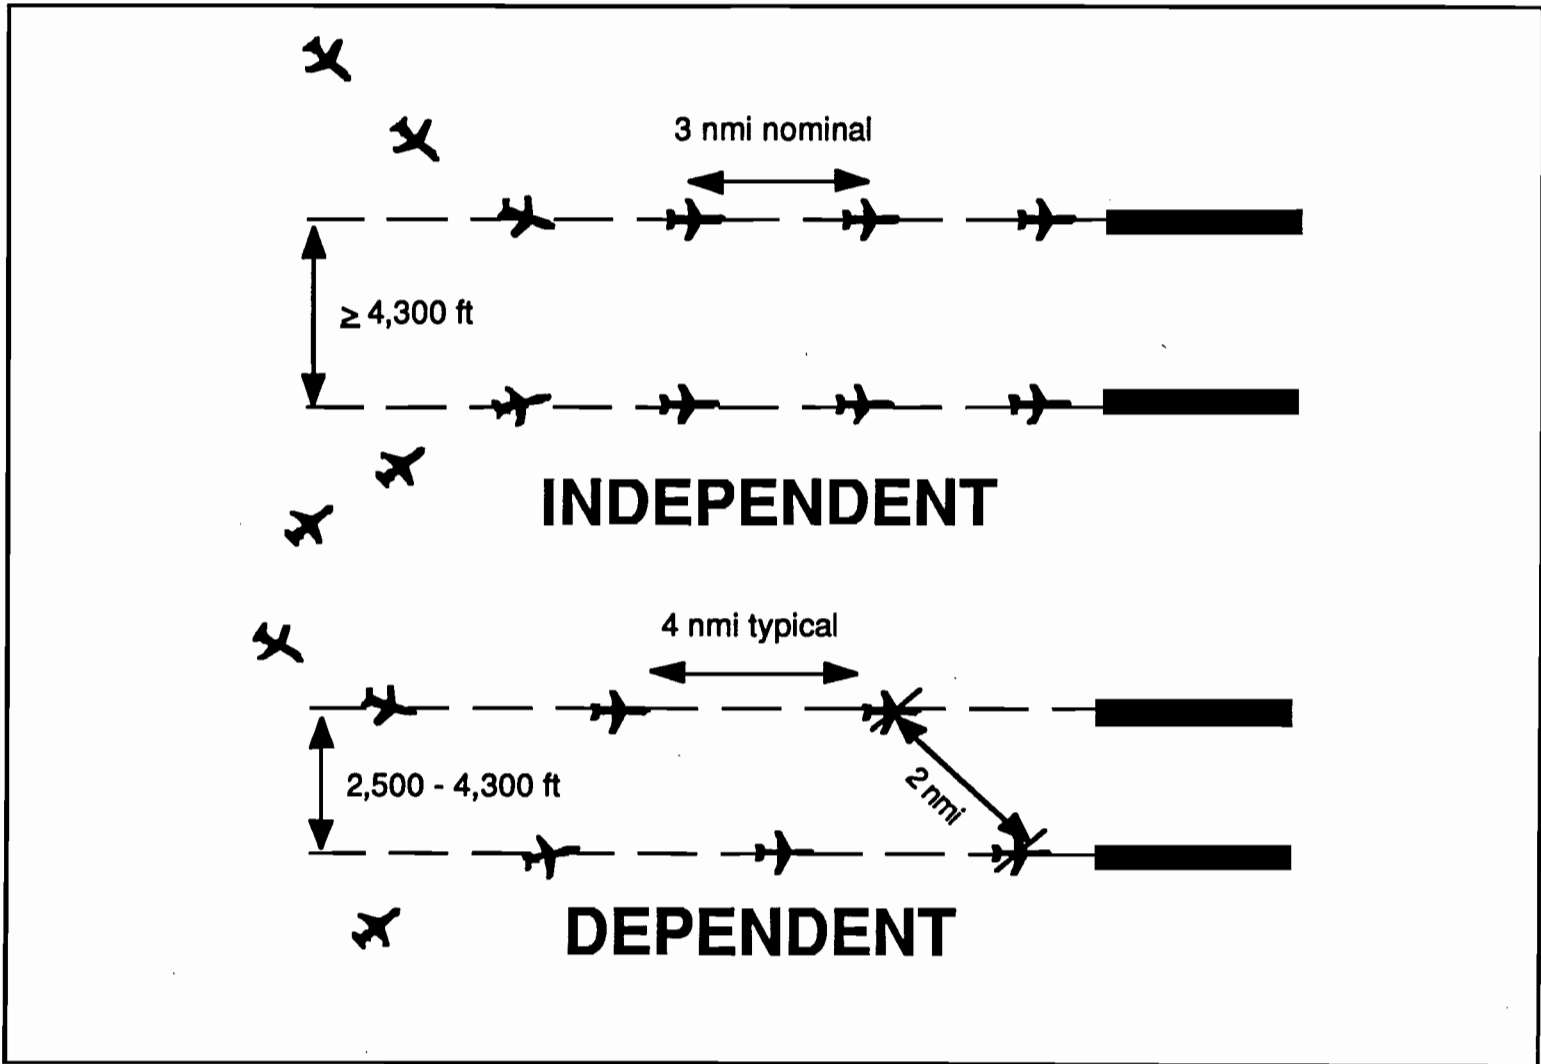 3 nmi nominal
≥ 4,300 ft
INDEPENDENT
4 nmi typical
2,500 - 4,300 ft
2 nmi
DEPENDENT